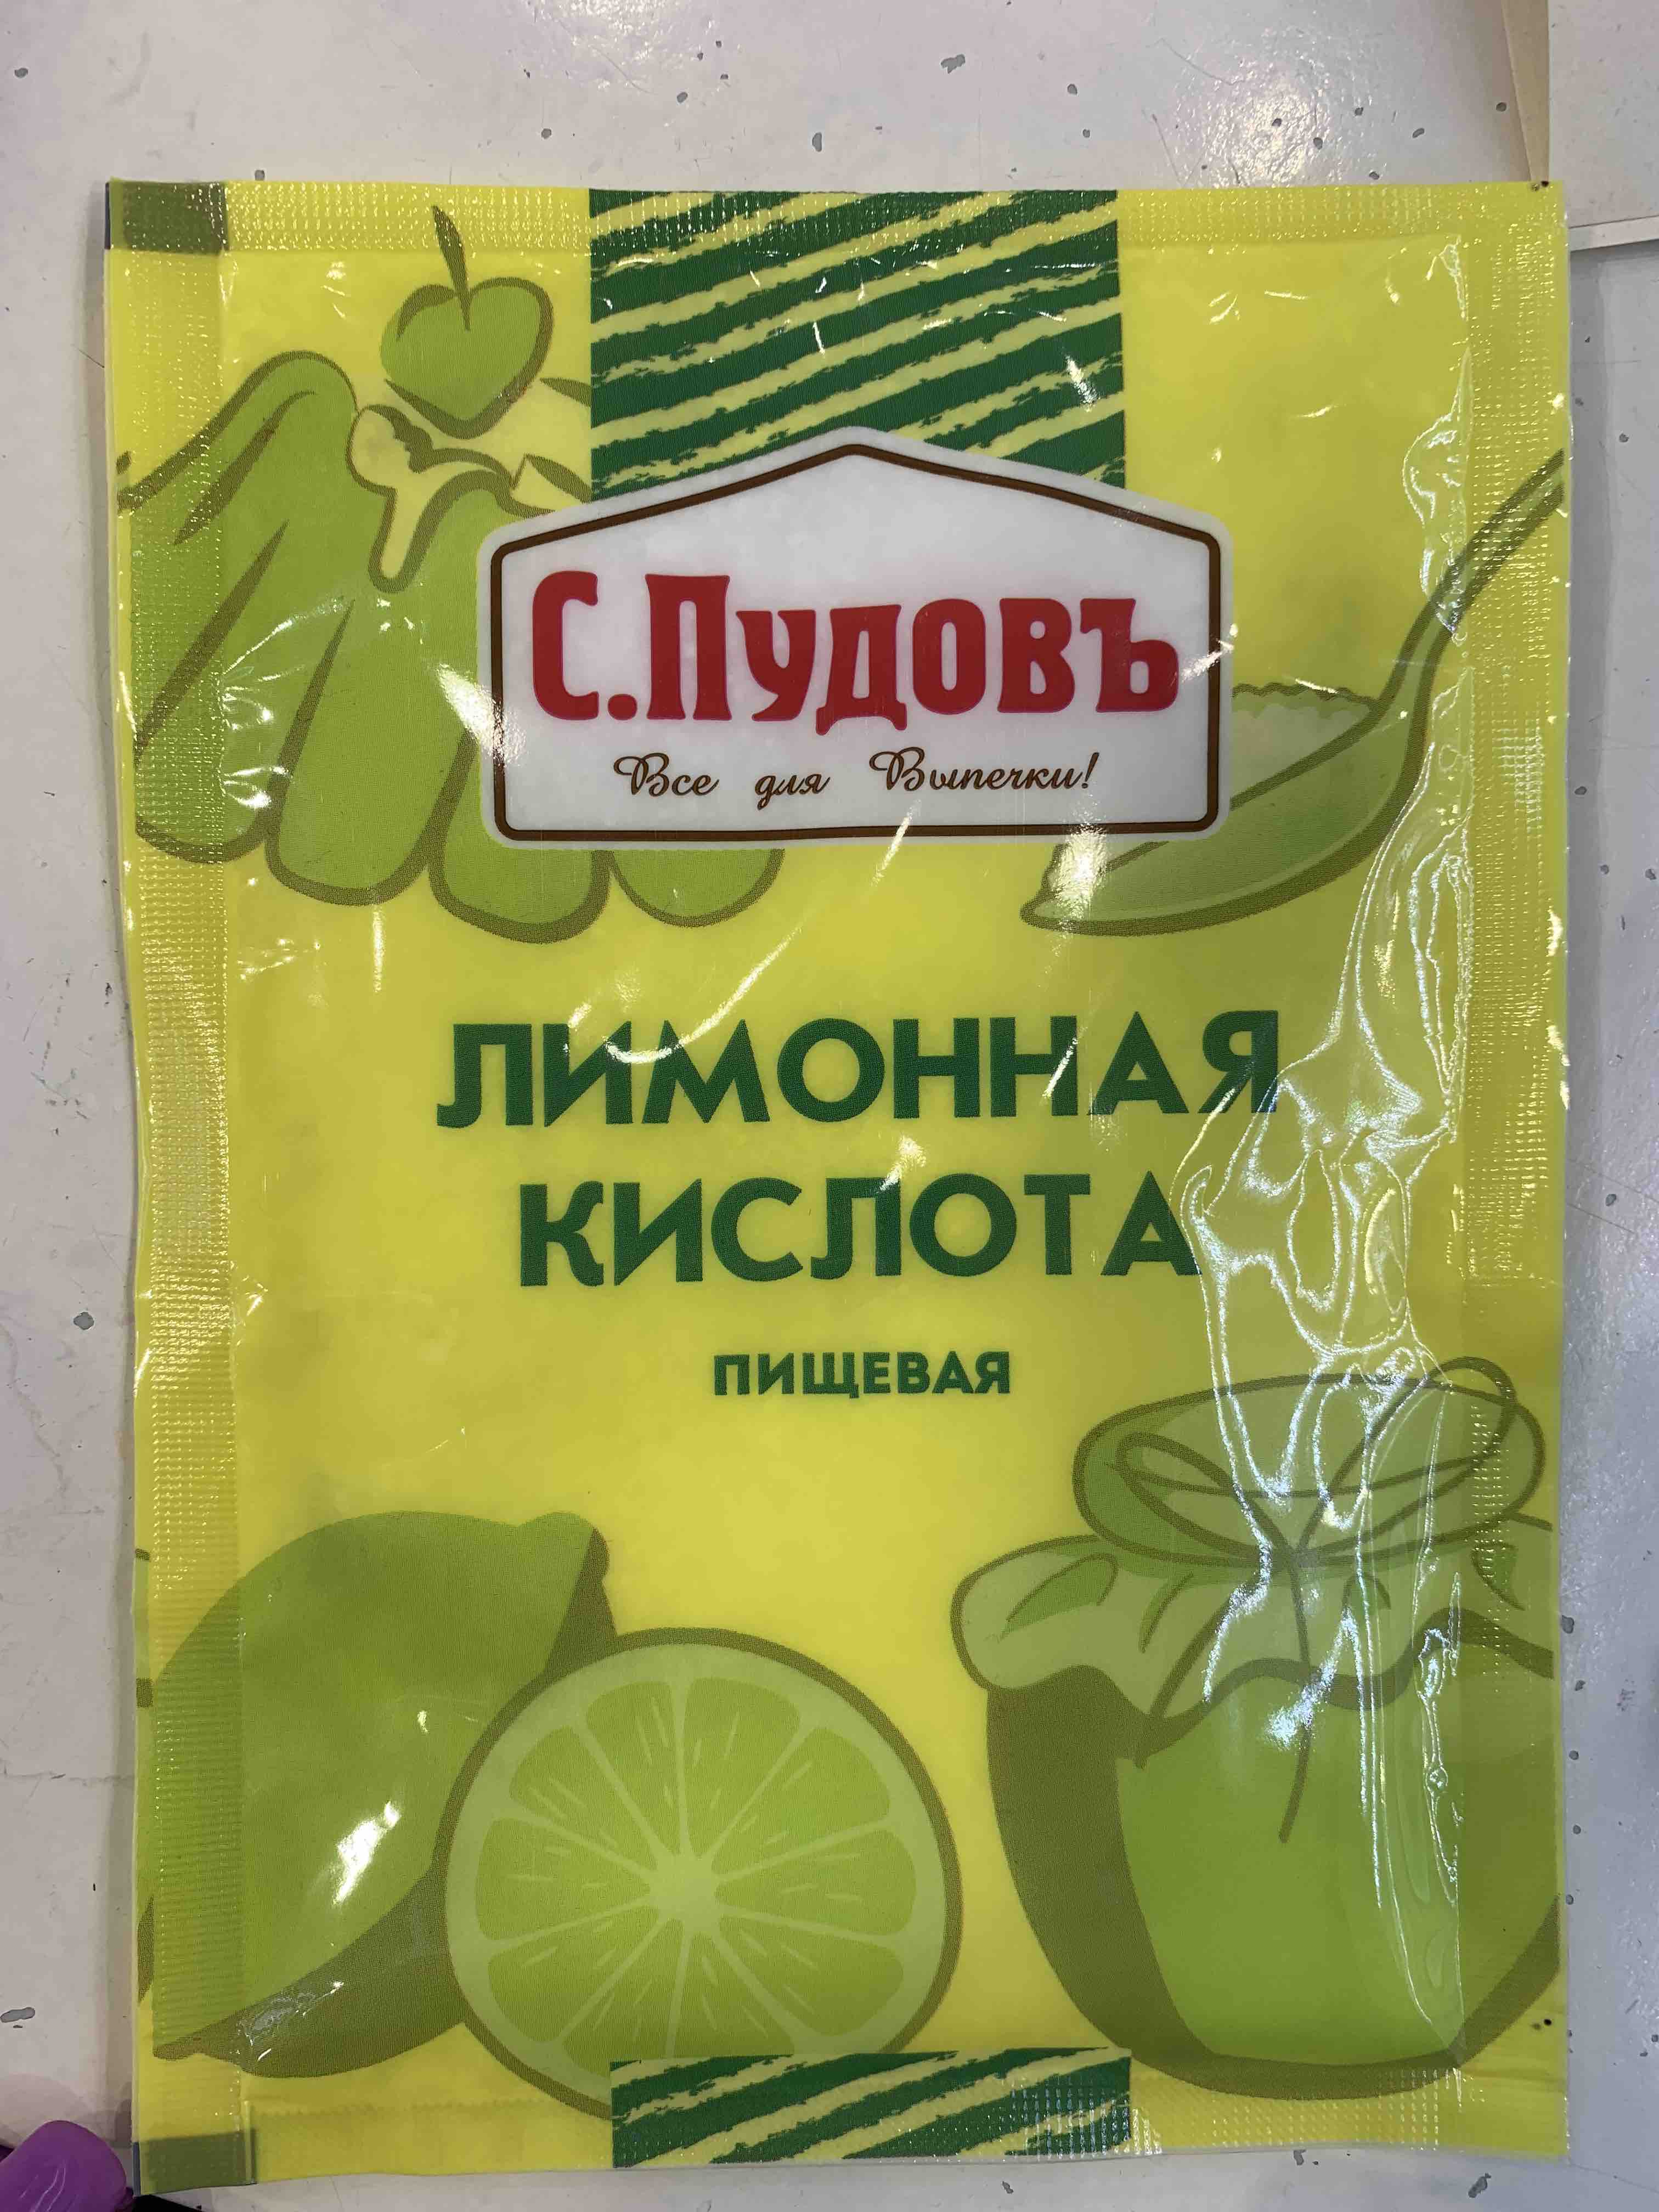 С.Пудовъ
Все для Выпечки!
ЛИМОННАЯ
КИСЛОТА
ПИЩЕВАЯ